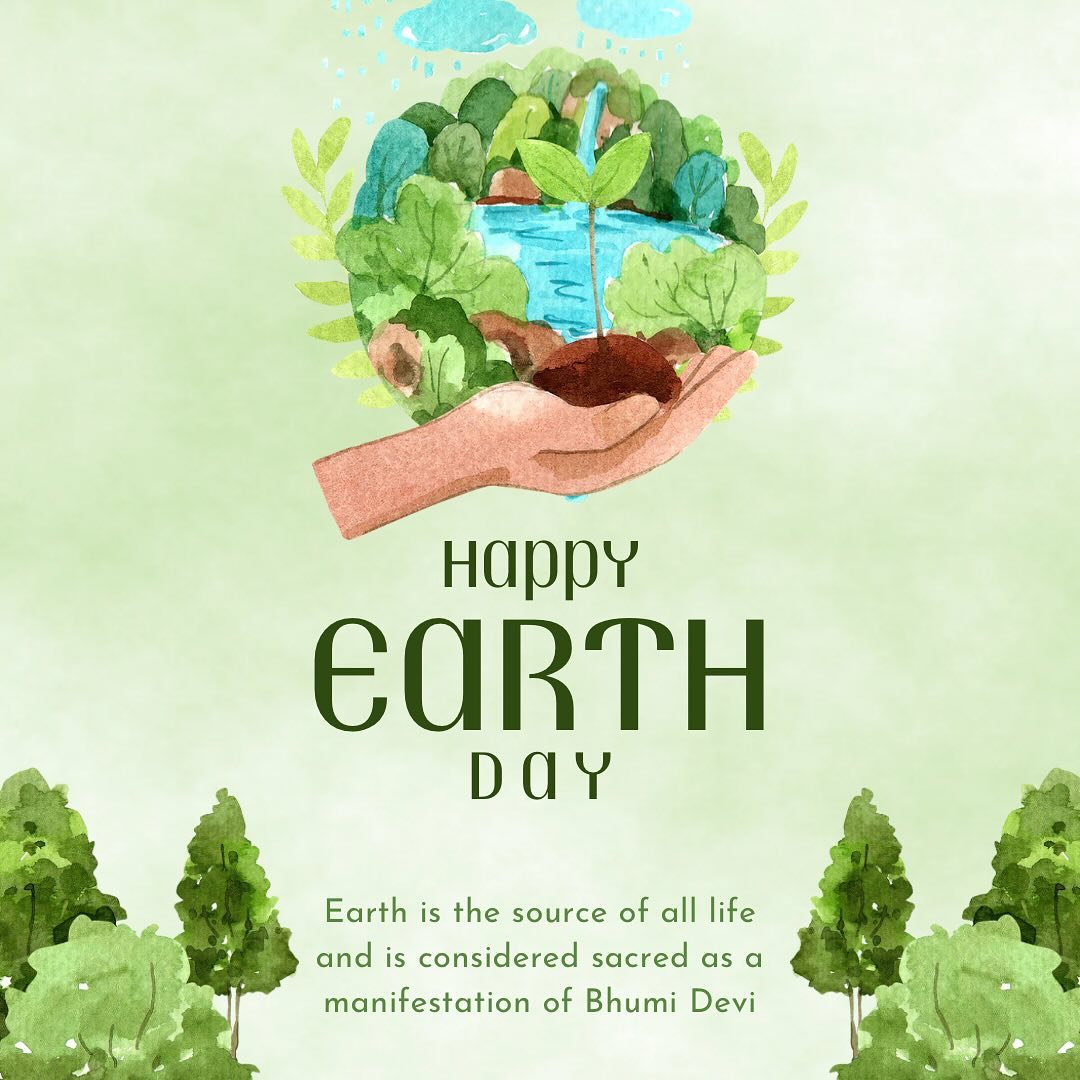 Happy
Earth
Day
Earth is the source of all life
and is considered sacred as a
manifestation of Bhumi Devi